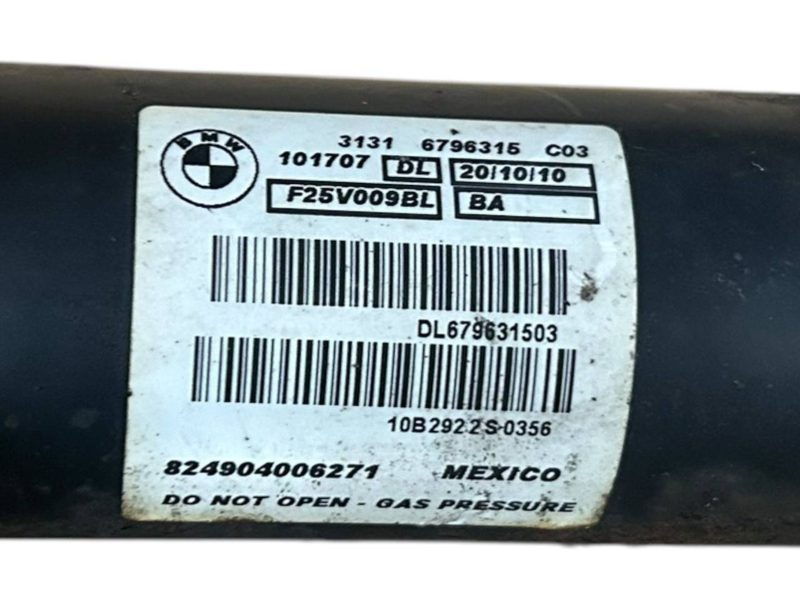 BMW
3131 6796315 C03
101707 DL 20/10/10
F25V009BL BA
DL679631503
10B2922S-0356
824904006271 MEXICO
DO NOT OPEN - GAS PRESSURE